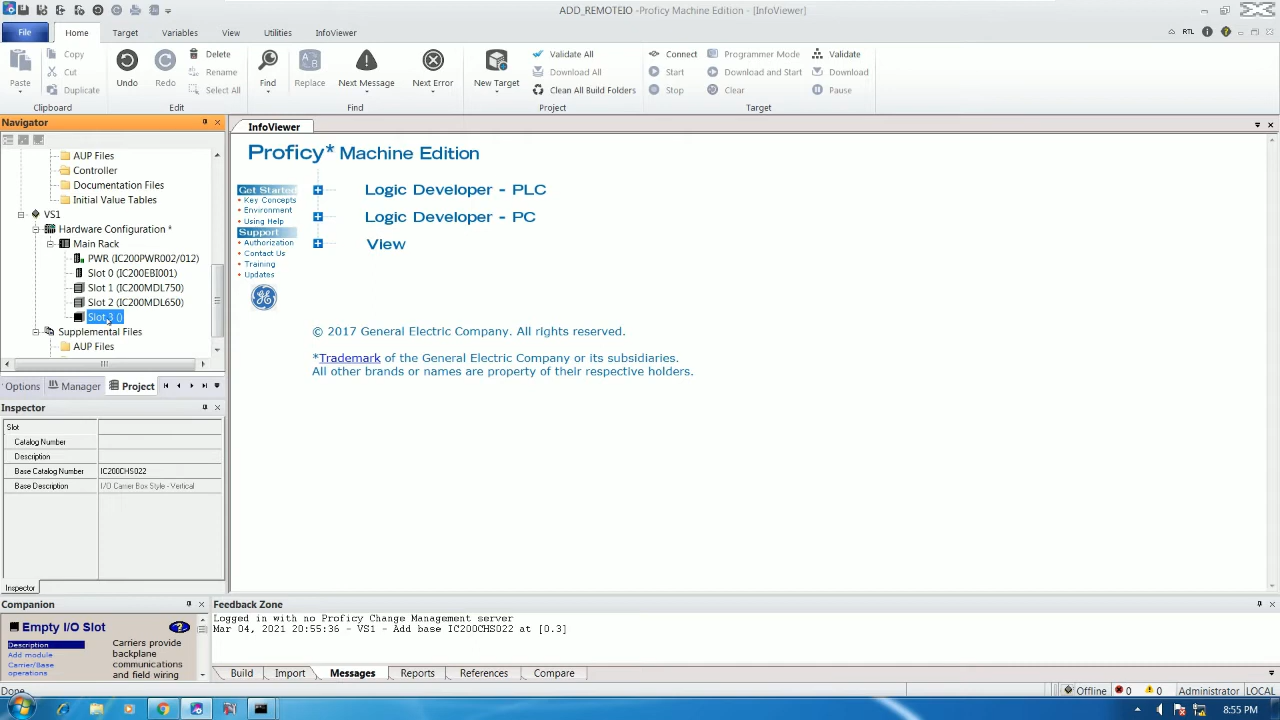 ADD_REMOTEIO -Proficy Machine Edition - [InfoViewer]
File Home Target Variables View Utilities InfoViewer RTL
Paste Copy Cut Duplicate Clipboard
Undo Redo Delete Rename Select All Edit
Find Replace Next Message Next Error Find
New Target Validate All Download All Clean All Build Folders Project
Connect Start Stop Programmer Mode Download and Start Clear Validate Download Pause Target
Navigator
AUP Files
Controller
Documentation Files
Initial Value Tables
VS1
Hardware Configuration *
Main Rack
PWR (IC200PWR002/012)
Slot 0 (IC200EBI001)
Slot 1 (IC200MDL750)
Slot 2 (IC200MDL650)
Slot 3 ()
Supplemental Files
AUP Files
Options Manager Project
Inspector
Slot
Catalog Number
Description
Base Catalog Number IC200CHS022
Base Description I/O Carrier Box Style - Vertical
Inspector
Companion
Empty I/O Slot
Description
Add module
Carrier/Base
operations
Carriers provide
backplane
communications
and field wiring
InfoViewer
Proficy* Machine Edition
Get Started
Key Concepts
Environment
Using Help
Support
Authorization
Contact Us
Training
Updates
Logic Developer - PLC
Logic Developer - PC
View
© 2017 General Electric Company. All rights reserved.
*Trademark of the General Electric Company or its subsidiaries.
All other brands or names are property of their respective holders.
Feedback Zone
Logged in with no Proficy Change Management server
Mar 04, 2021 20:55:36 - VS1 - Add base IC200CHS022 at [0.3]
Build Import Messages Reports References Compare
Done Offline 0 0 Administrator LOCAL
8:55 PM